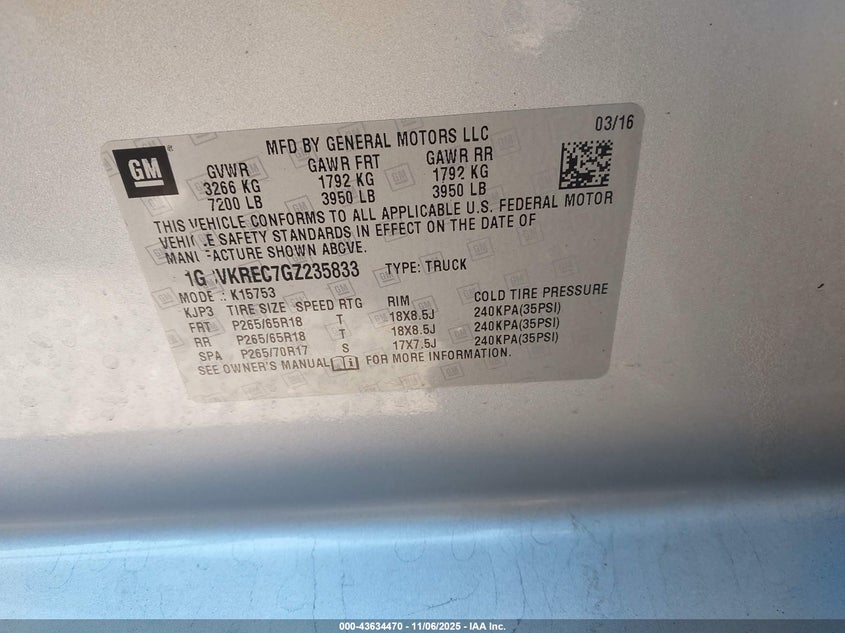 03/16
MFD BY GENERAL MOTORS LLC
GM
GVWR GAWR FRT GAWR RR
3266 KG 1792 KG 1792 KG
7200 LB 3950 LB 3950 LB
THIS VEHICLE CONFORMS TO ALL APPLICABLE U.S. FEDERAL MOTOR
VEHICLE SAFETY STANDARDS IN EFFECT ON THE DATE OF
MANUFACTURE SHOWN ABOVE.
1G VKREC7GZ235833 TYPE: TRUCK
MODEL: K15753
KJP3 TIRE SIZE SPEED RTG RIM COLD TIRE PRESSURE
FRT P265/65R18 T 18X8.5J 240KPA(35PSI)
RR P265/65R18 T 18X8.5J 240KPA(35PSI)
SPA P265/70R17 S 17X7.5J 240KPA(35PSI)
SEE OWNER'S MANUAL FOR MORE INFORMATION.
000-43634470 — 11/06/2025 — IAA Inc.